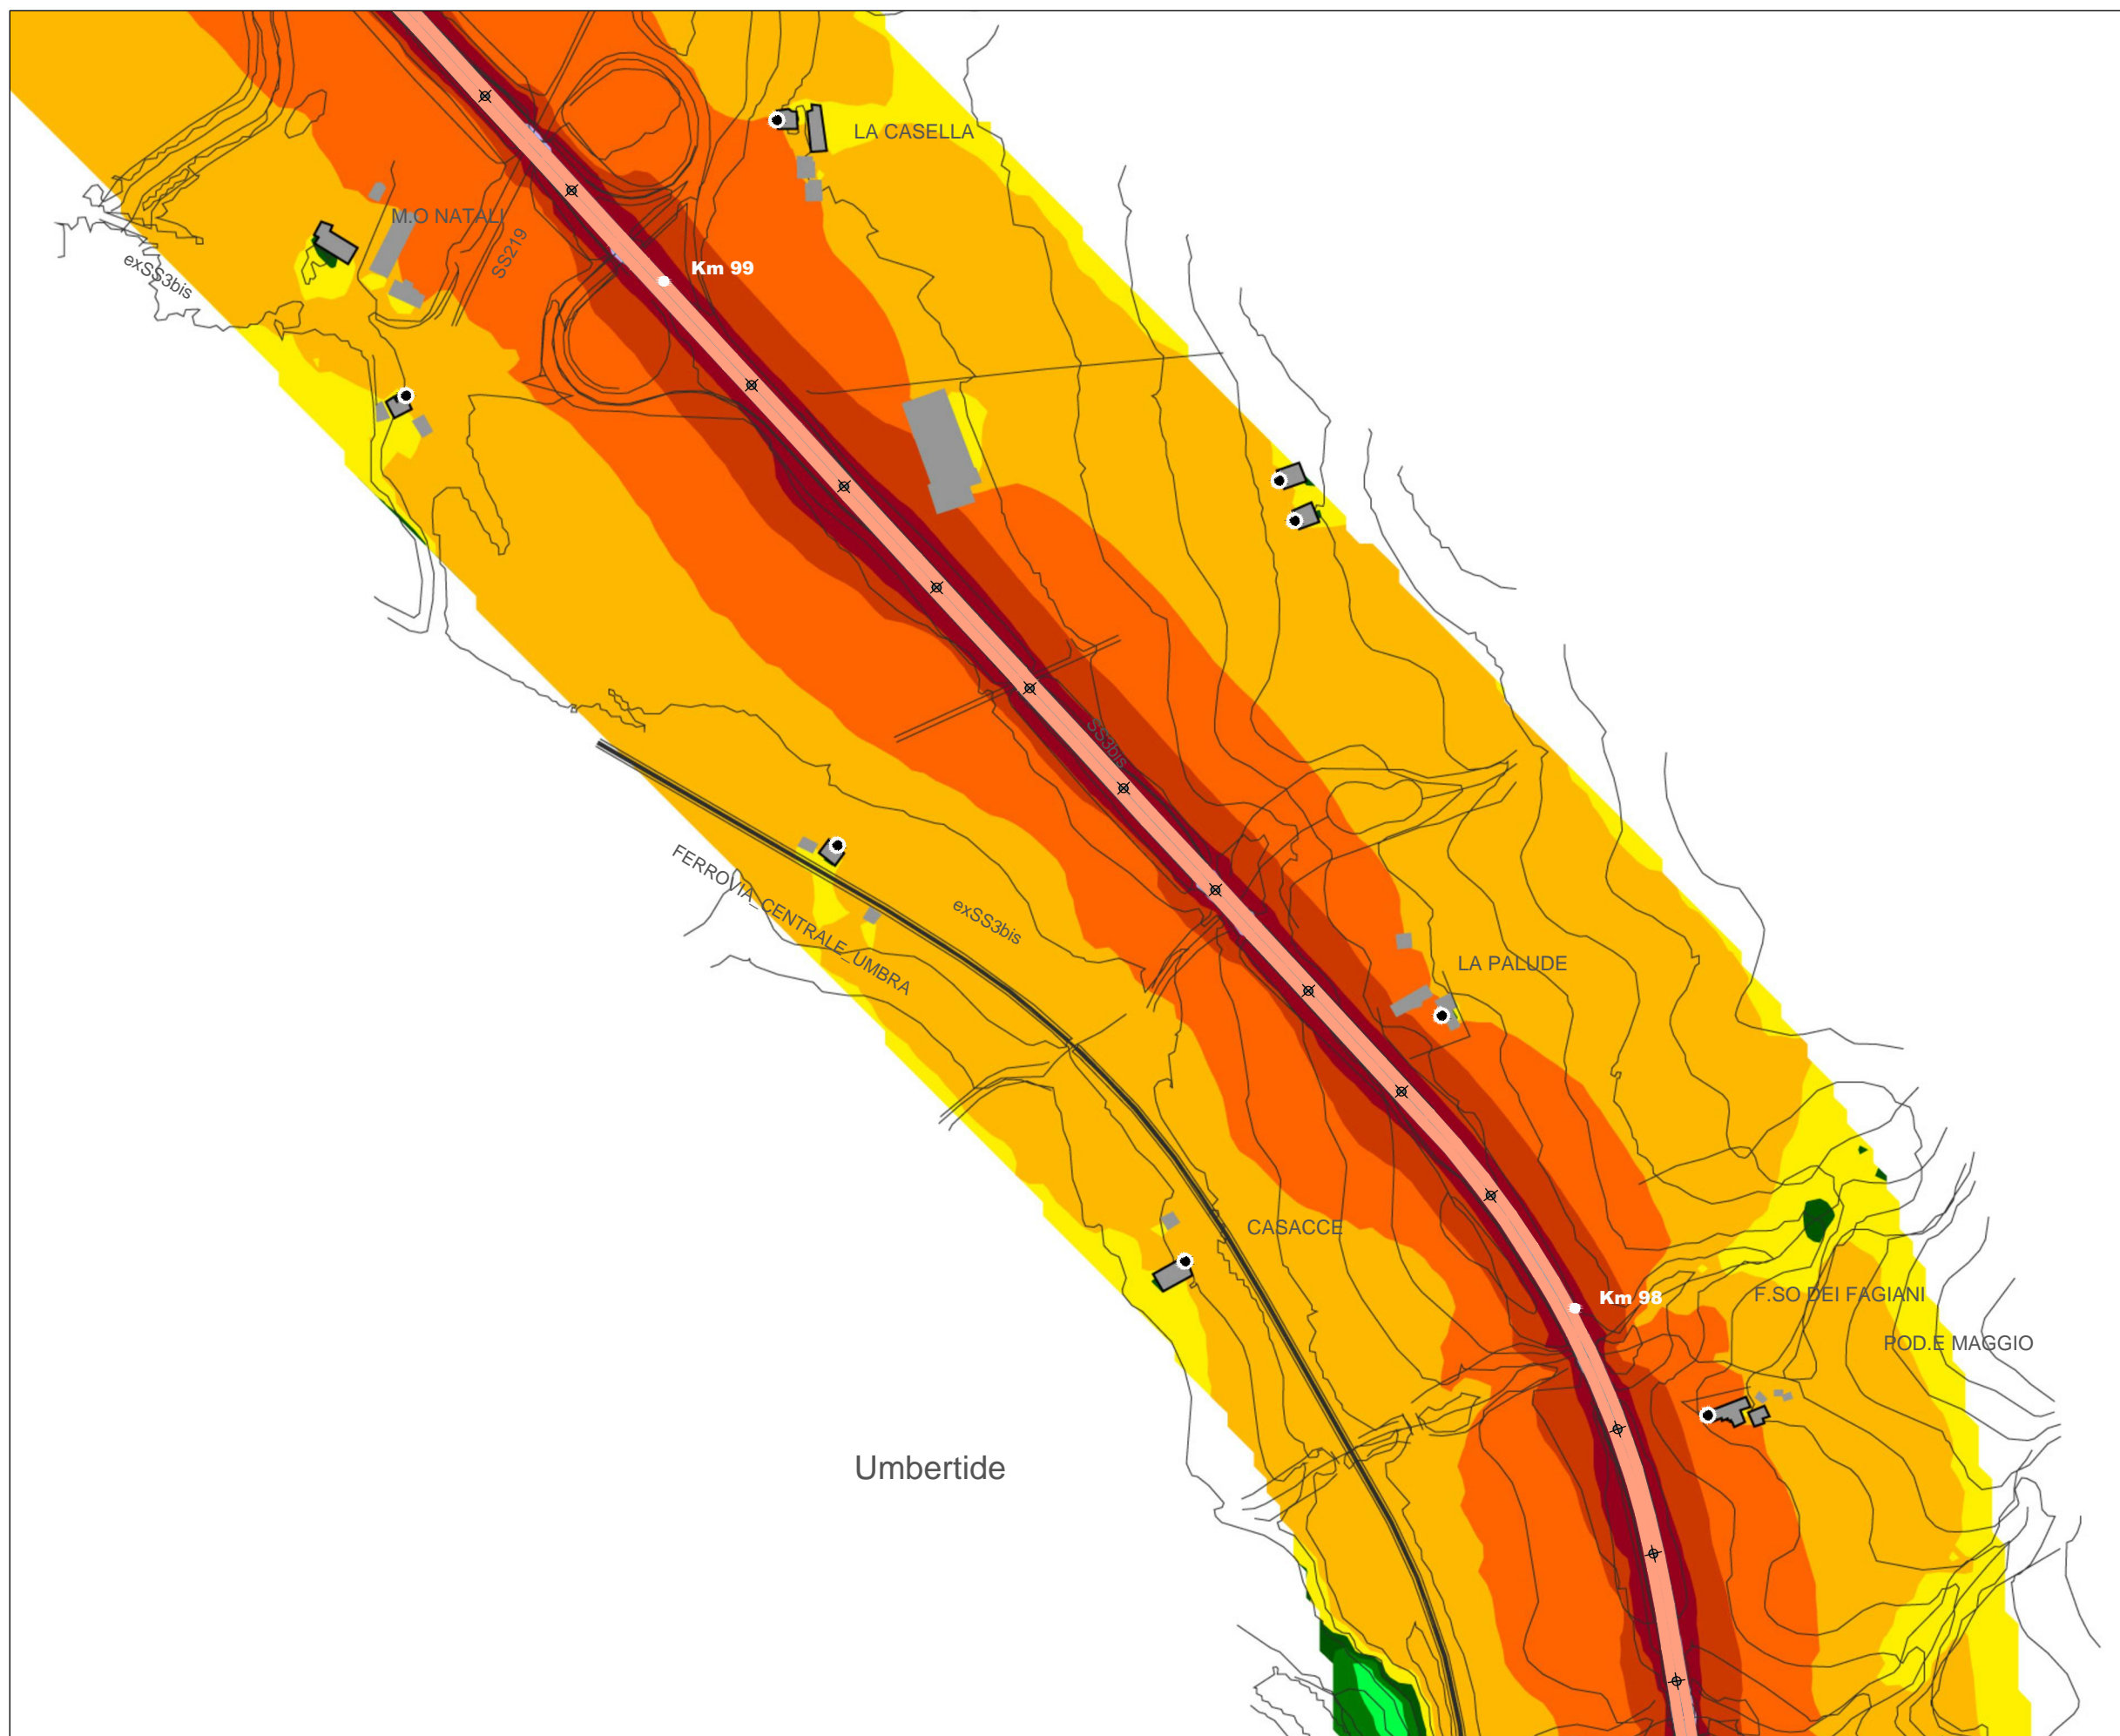 LA CASELLA
M.O NATALI
SS219
exSS3bis
Km 99
SS3bis
FERROVIA_CENTRALE_UMBRA
exSS3bis
LA PALUDE
CASACCE
Km 98
F.SO DEI FAGIANI
POD.E MAGGIO
Umbertide